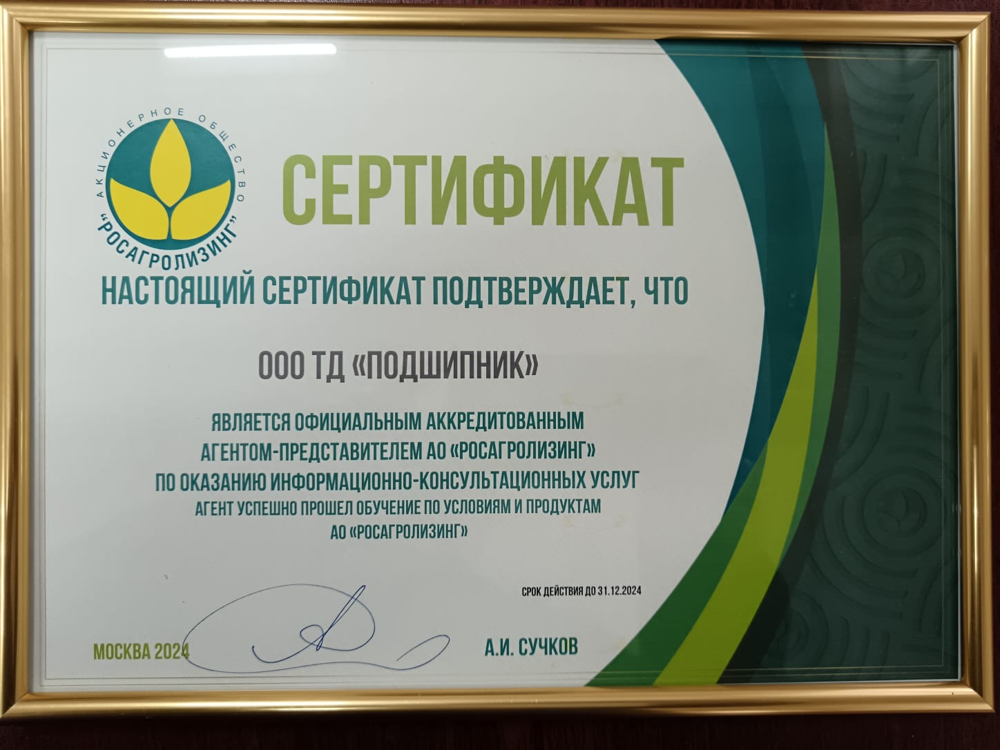 АКЦИОНЕРНОЕ ОБЩЕСТВО
“РОСАГРОЛИЗИНГ”
СЕРТИФИКАТ
НАСТОЯЩИЙ СЕРТИФИКАТ ПОДТВЕРЖДАЕТ, ЧТО
ООО ТД «ПОДШИПНИК»
ЯВЛЯЕТСЯ ОФИЦИАЛЬНЫМ АККРЕДИТОВАННЫМ
АГЕНТОМ-ПРЕДСТАВИТЕЛЕМ АО «РОСАГРОЛИЗИНГ»
ПО ОКАЗАНИЮ ИНФОРМАЦИОННО-КОНСУЛЬТАЦИОННЫХ УСЛУГ
АГЕНТ УСПЕШНО ПРОШЕЛ ОБУЧЕНИЕ ПО УСЛОВИЯМ И ПРОДУКТАМ
АО «РОСАГРОЛИЗИНГ»
СРОК ДЕЙСТВИЯ ДО 31.12.2024
МОСКВА 2024
А.И. СУЧКОВ